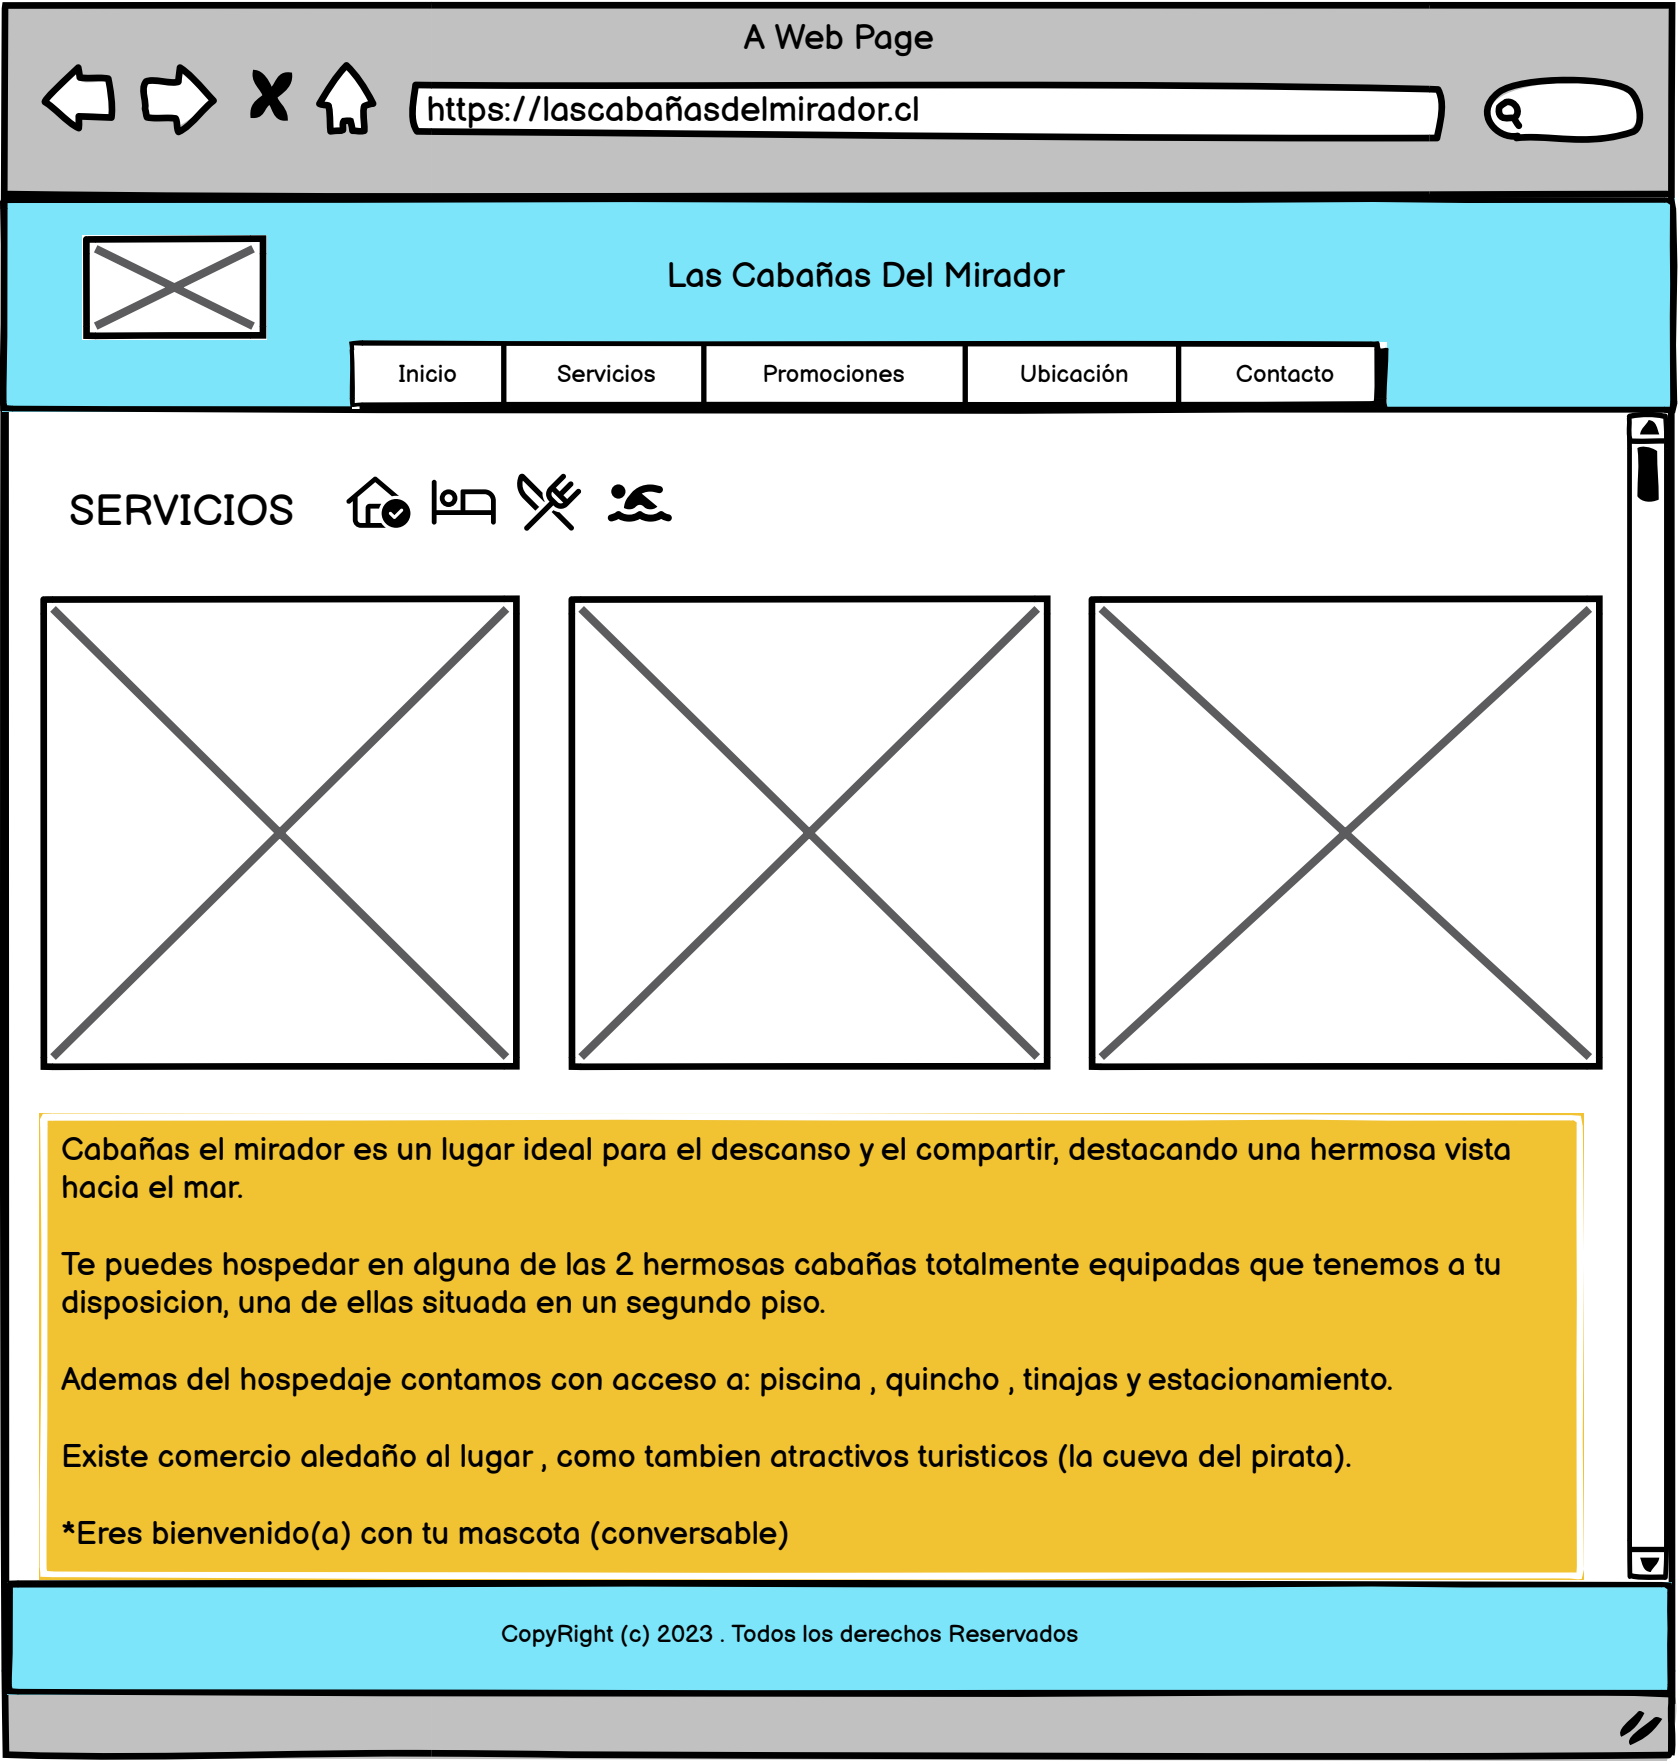 A Web Page
https://lascabañasdelmirador.cl
Las Cabañas Del Mirador
Inicio
Servicios
Promociones
Ubicación
Contacto
SERVICIOS
Cabañas el mirador es un lugar ideal para el descanso y el compartir, destacando una hermosa vista
hacia el mar.
Te puedes hospedar en alguna de las 2 hermosas cabañas totalmente equipadas que tenemos a tu
disposicion, una de ellas situada en un segundo piso.
Ademas del hospedaje contamos con acceso a: piscina , quincho , tinajas y estacionamiento.
Existe comercio aledaño al lugar , como tambien atractivos turisticos (la cueva del pirata).
*Eres bienvenido(a) con tu mascota (conversable)
CopyRight (c) 2023 . Todos los derechos Reservados